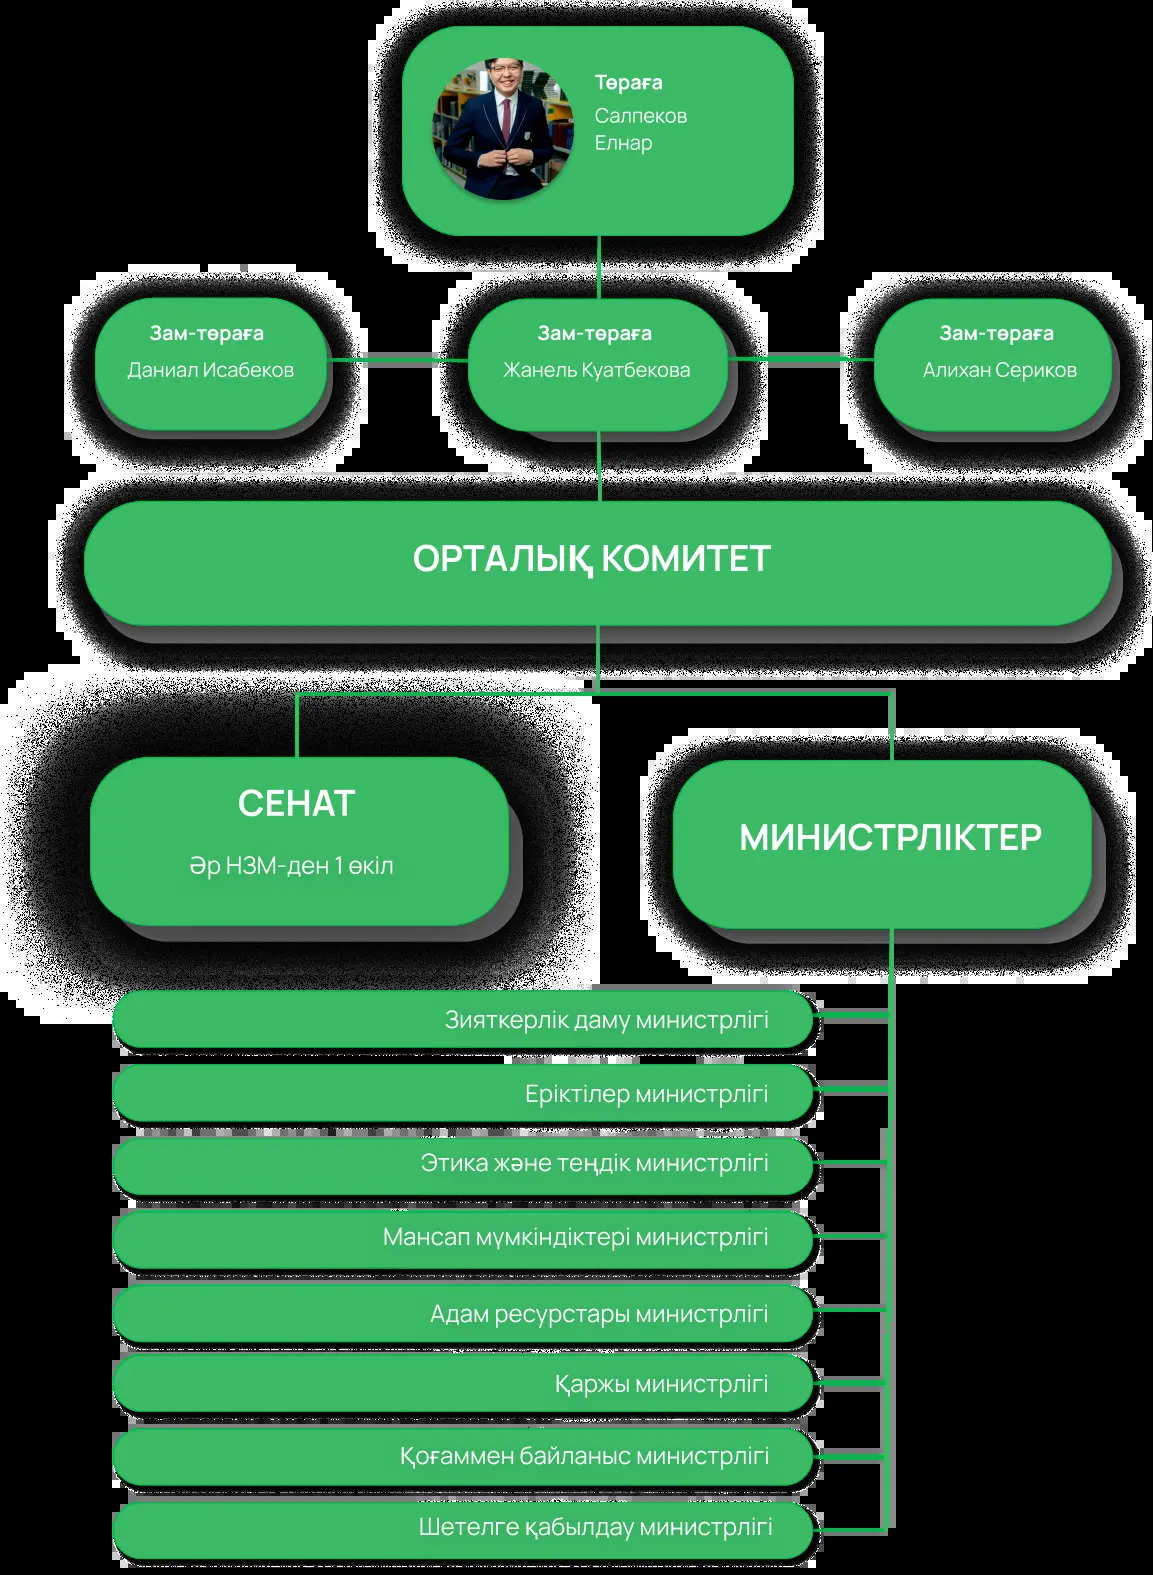 Төраға
Салпеков
Елнар
Зам-төраға
Даниал Исабеков
Зам-төраға
Жанель Куатбекова
Зам-төраға
Алихан Сериков
ОРТАЛЫҚ КОМИТЕТ
СЕНАТ
Әр НЗМ-ден 1 өкіл
МИНИСТРЛІКТЕР
Зияткерлік даму министрлігі
Еріктілер министрлігі
Этика және теңдік министрлігі
Мансап мүмкіндіктері министрлігі
Адам ресурстары министрлігі
Қаржы министрлігі
Қоғаммен байланыс министрлігі
Шетелге қабылдау министрлігі